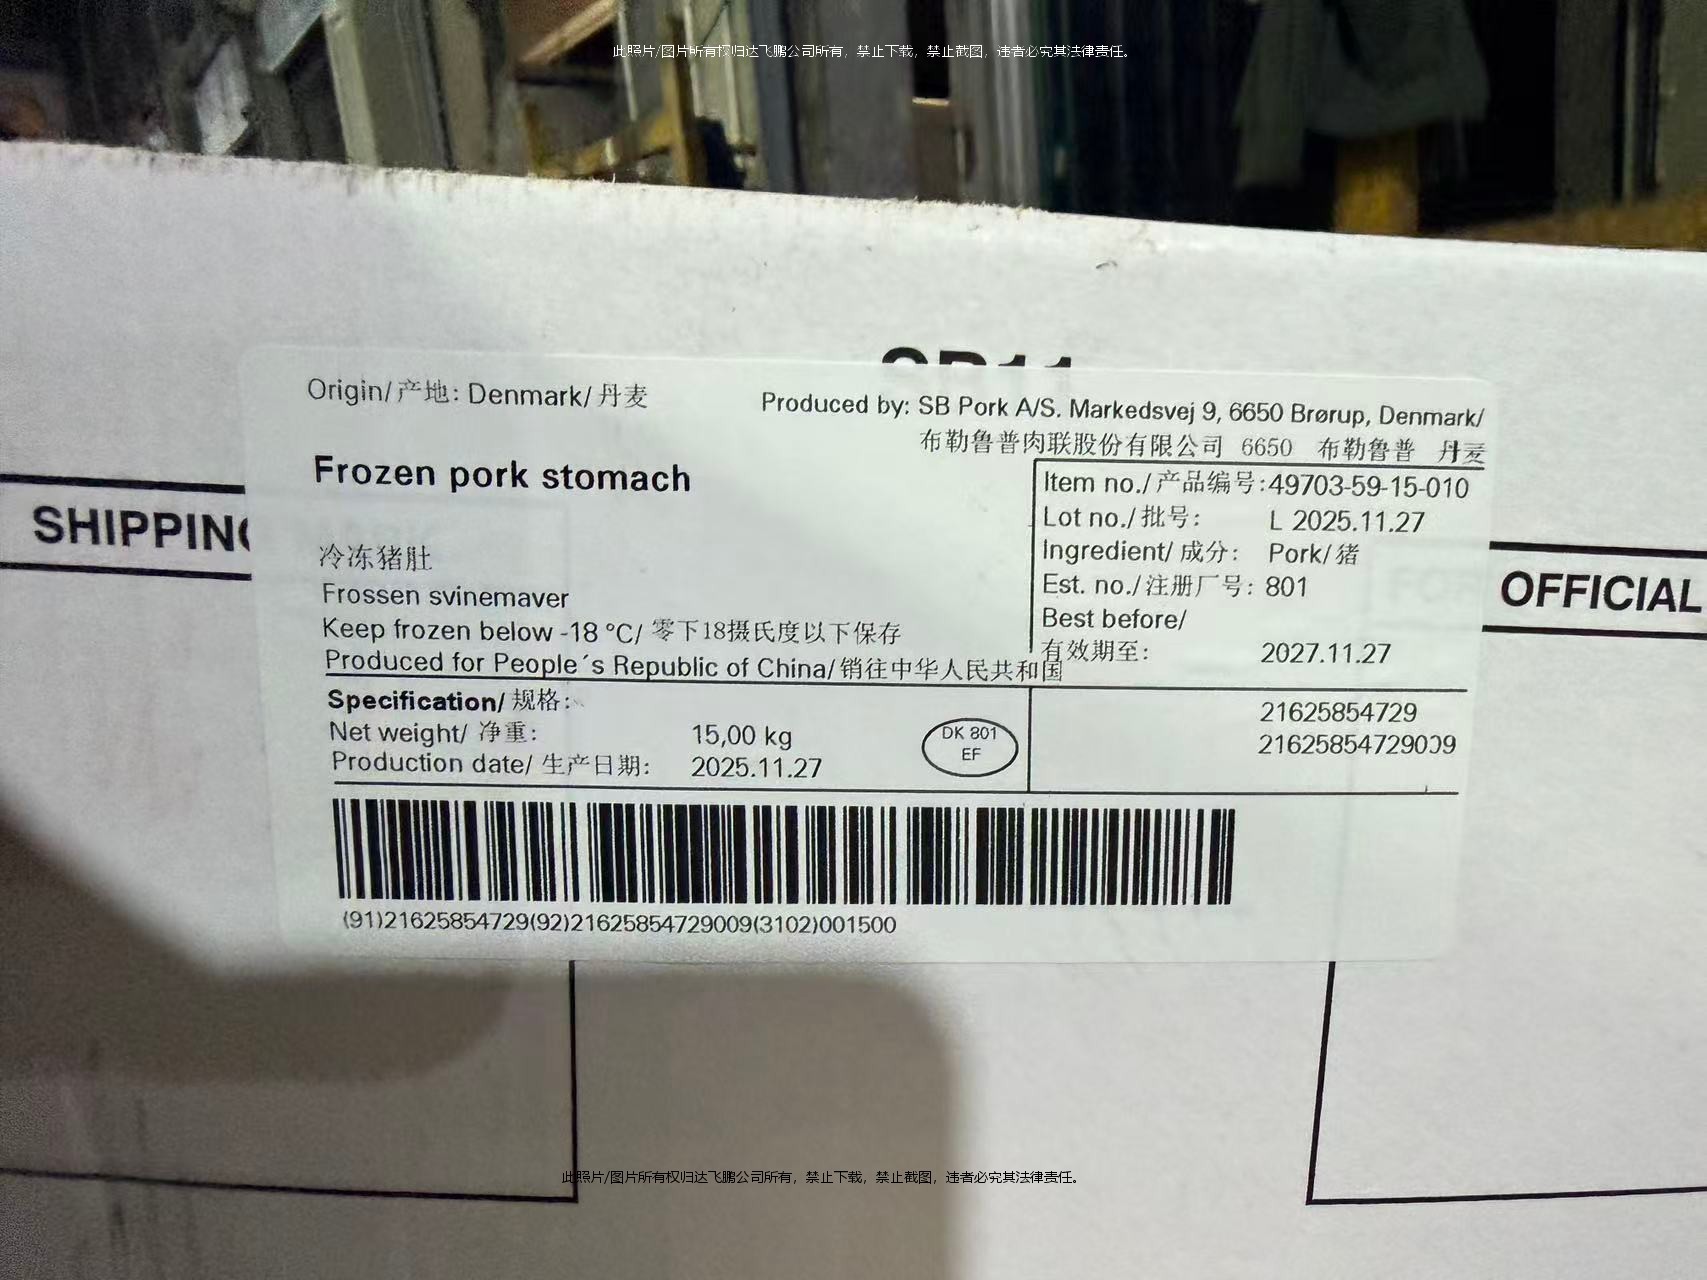 此照片/图片所有权归达飞鹏公司所有，禁止下载，禁止截图，违者必究其法律责任。
Origin/产地: Denmark/丹麦
Produced by: SB Pork A/S. Markedsvej 9, 6650 Brørup, Denmark/
布勒鲁普肉联股份有限公司 6650 布勒鲁普 丹麦
Frozen pork stomach
冷冻猪肚
Frossen svinemaver
Keep frozen below -18 °C/ 零下18摄氏度以下保存
Produced for People´s Republic of China/销往中华人民共和国
Item no./产品编号:49703-59-15-010
Lot no./批号: L 2025.11.27
Ingredient/ 成分: Pork/猪
Est. no./注册厂号: 801
Best before/
有效期至: 2027.11.27
Specification/ 规格:
Net weight/ 净重: 15,00 kg
Production date/ 生产日期: 2025.11.27
DK 801
EF
21625854729
21625854729009
(91)21625854729(92)21625854729009(3102)001500
SHIPPING
OFFICIAL
此照片/图片所有权归达飞鹏公司所有，禁止下载，禁止截图，违者必究其法律责任。